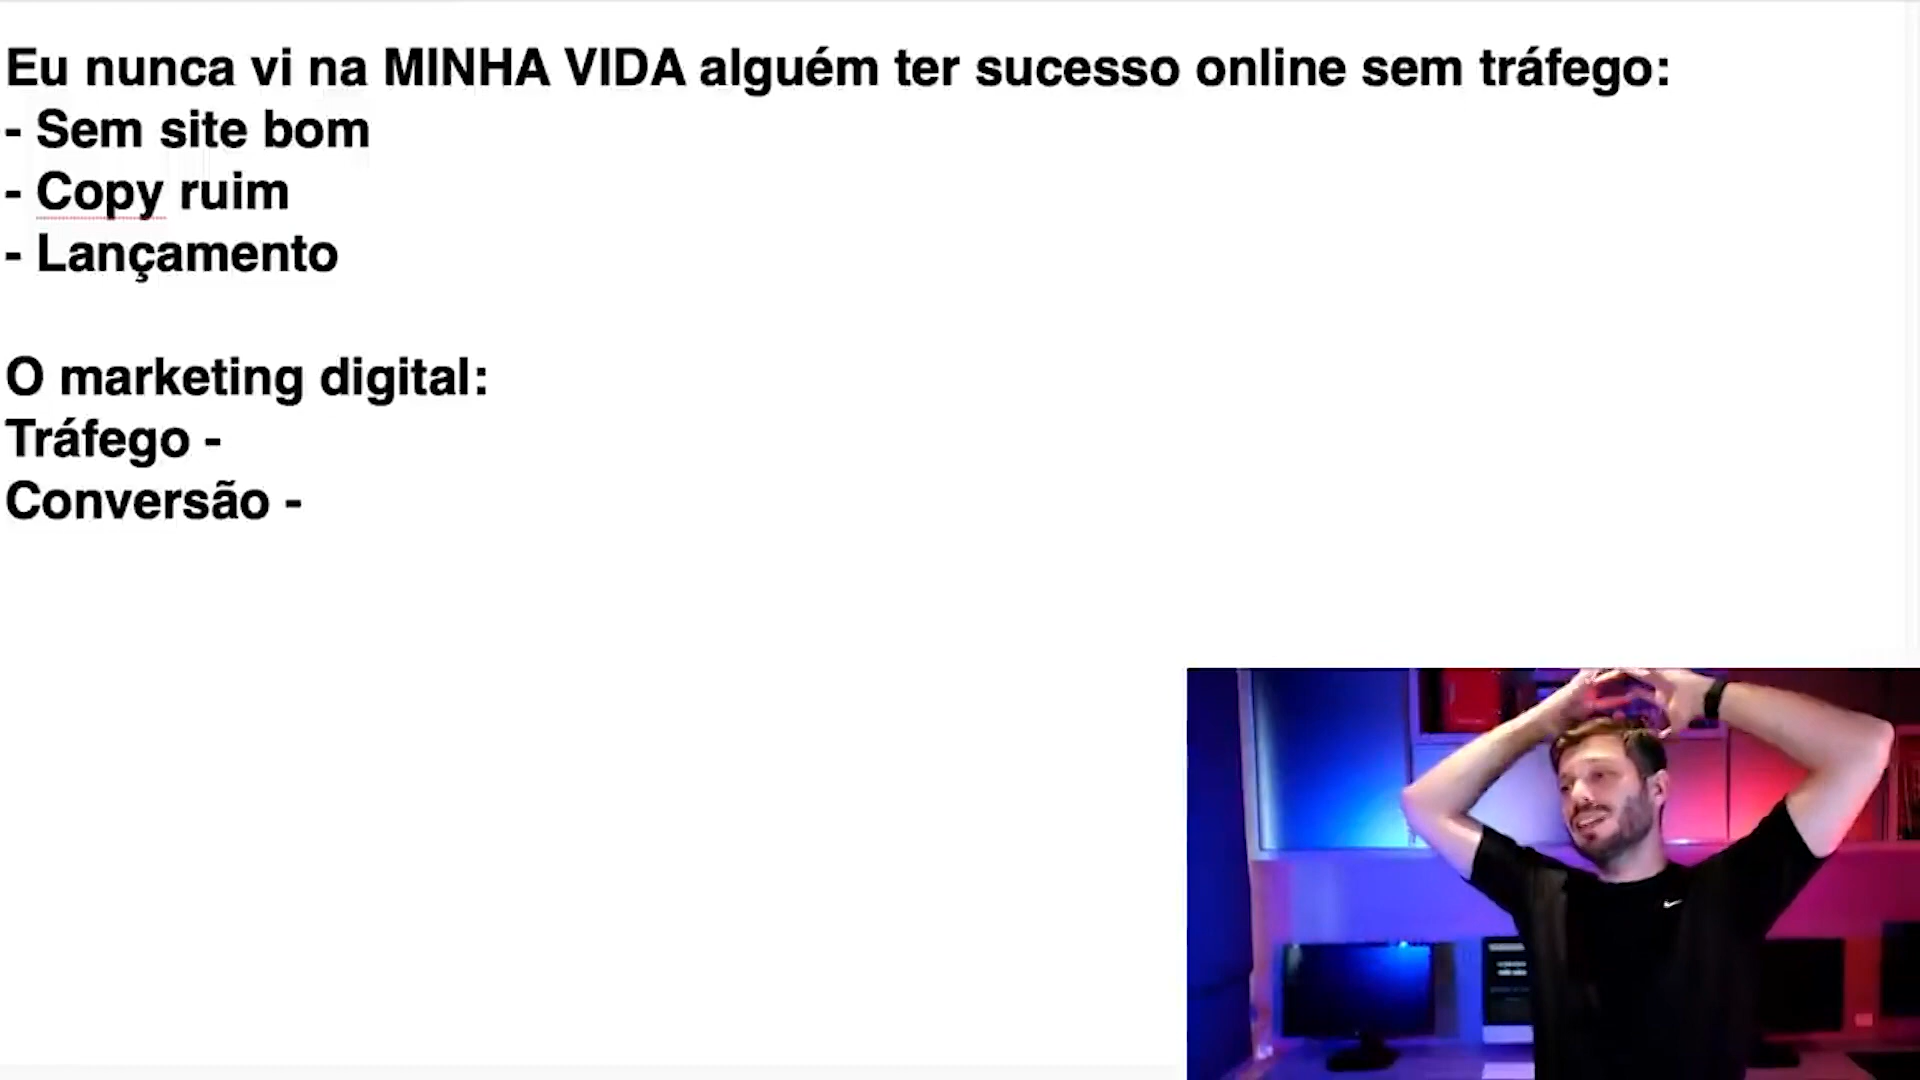 Eu nunca vi na MINHA VIDA alguém ter sucesso online sem tráfego:
- Sem site bom
- Copy ruim
- Lançamento
O marketing digital:
Tráfego -
Conversão -